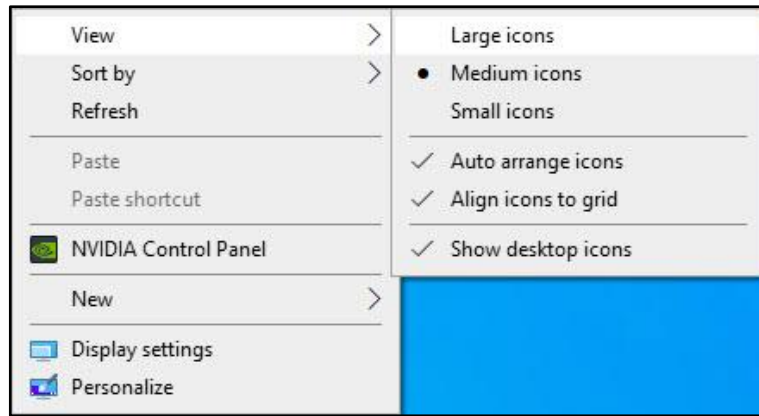 View
Sort by
Refresh
Paste
Paste shortcut
NVIDIA Control Panel
New
Display settings
Personalize
Large icons
Medium icons
Small icons
Auto arrange icons
Align icons to grid
Show desktop icons